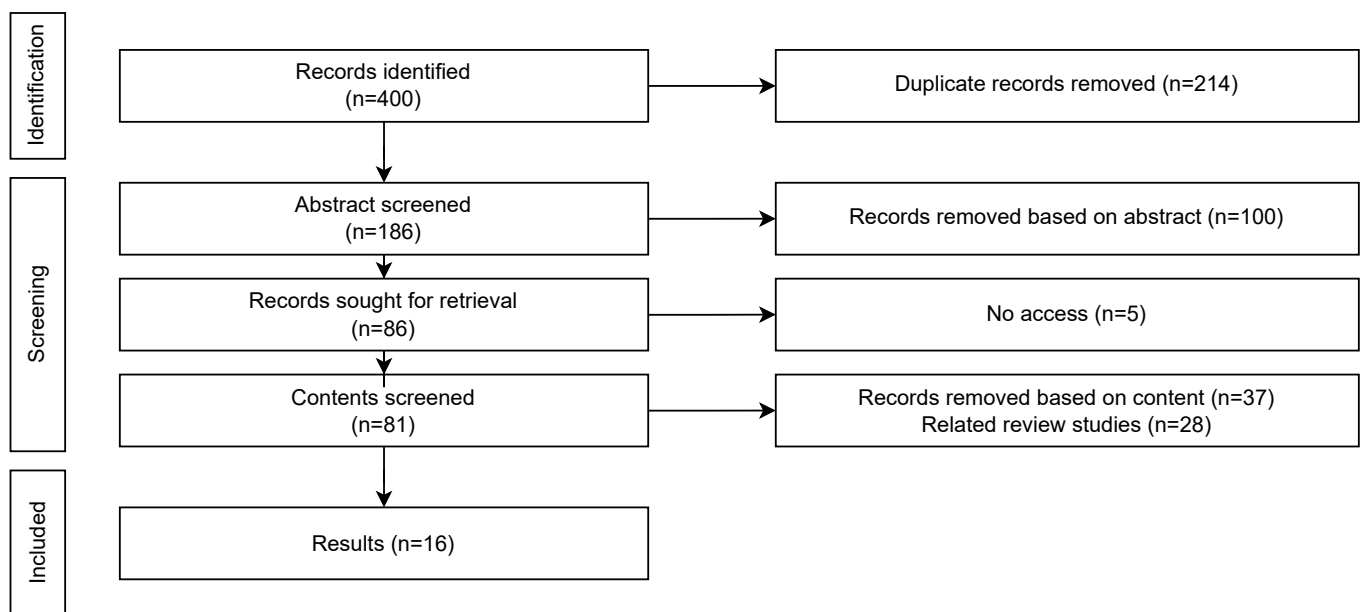 Identification
Records identified
(n=400)
Duplicate records removed (n=214)
Screening
Abstract screened
(n=186)
Records removed based on abstract (n=100)
Records sought for retrieval
(n=86)
No access (n=5)
Contents screened
(n=81)
Records removed based on content (n=37)
Related review studies (n=28)
Included
Results (n=16)